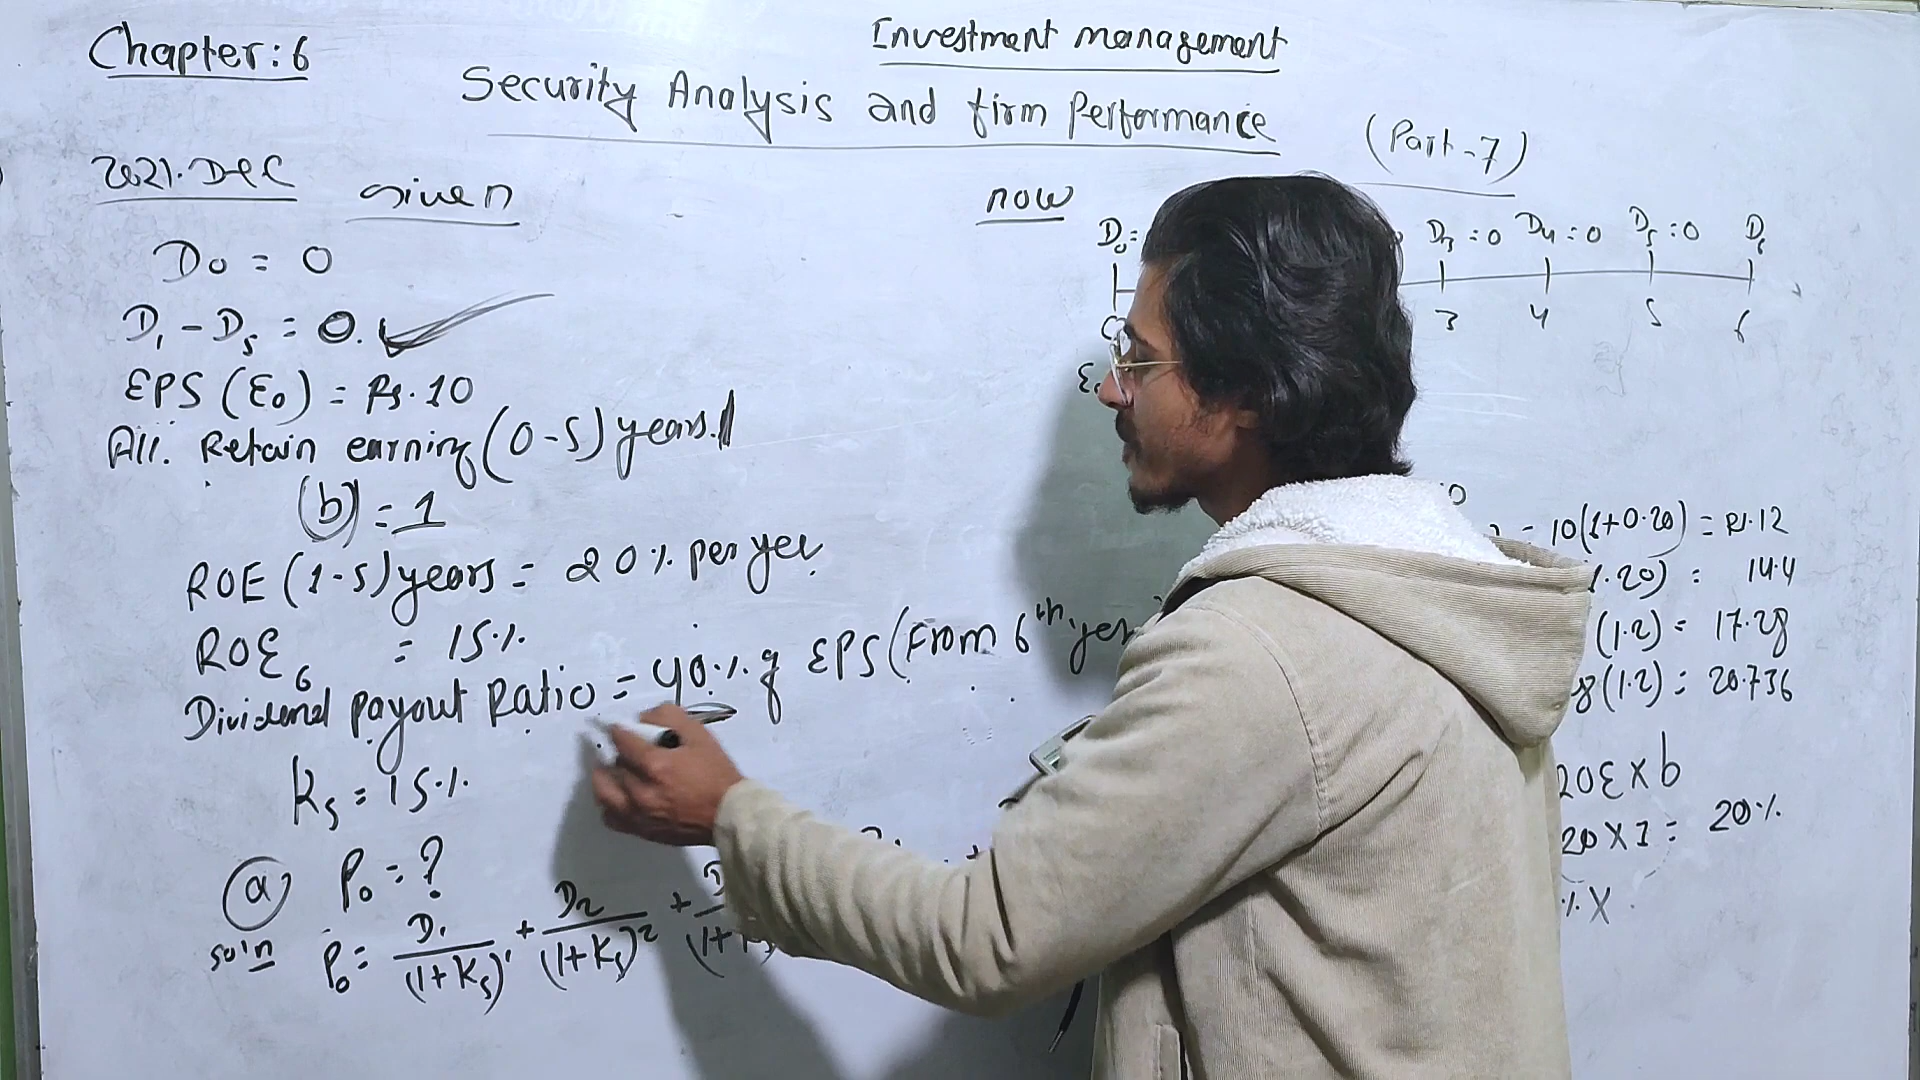 Chapter: 6
Investment management
Security Analysis and firm Performance
(Part-7)
2021. Dec given
D₀ = 0
D₁ - D₅ = 0.
EPS (E₀) = Rs. 10
All. Retain earning (0-5) years.
(b) = 1
ROE (1-5) years = 20% per yer
ROE₆ = 15%
Dividend payout Ratio = 40% of EPS (From 6th yer
Kₛ = 15%
(a) P₀ = ?
so'n P₀ = D₁/(1+Kₛ)¹ + D₂/(1+Kₛ)² + D
(1+K
now
D₀ = D₃ = 0 D₄ = 0 D₅ = 0 D₆
3 4 5 6
= 10(1+0.20) = Rs. 12
1.20) = 14.4
(1.2) = 17.28
8(1.2) = 20.736
ROE X b
20 X 1 = 20%
% X